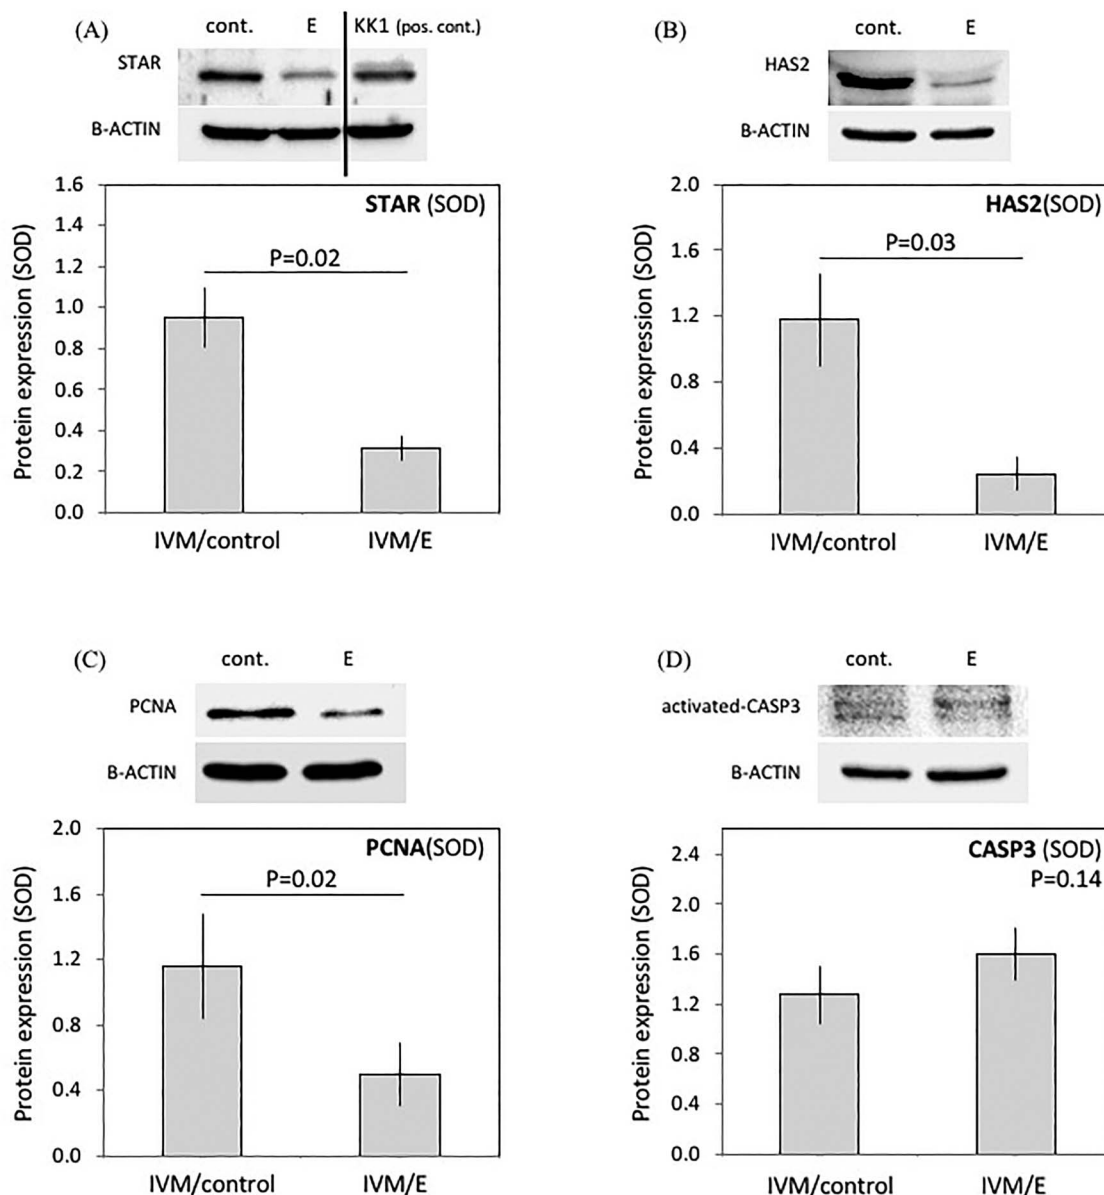 (A) cont. E KK1 (pos. cont.)
STAR
B-ACTIN
STAR (SOD)
P=0.02
Protein expression (SOD)
1.6
1.4
1.2
1.0
0.8
0.6
0.4
0.2
0.0
IVM/control IVM/E
(B) cont. E
HAS2
B-ACTIN
HAS2(SOD)
P=0.03
Protein expression (SOD)
2.0
1.6
1.2
0.8
0.4
0.0
IVM/control IVM/E
(C) cont. E
PCNA
B-ACTIN
PCNA(SOD)
P=0.02
Protein expression (SOD)
2.0
1.6
1.2
0.8
0.4
0.0
IVM/control IVM/E
(D) cont. E
activated-CASP3
B-ACTIN
CASP3 (SOD)
P=0.14
Protein expression (SOD)
2.4
2.0
1.6
1.2
0.8
0.4
0.0
IVM/control IVM/E